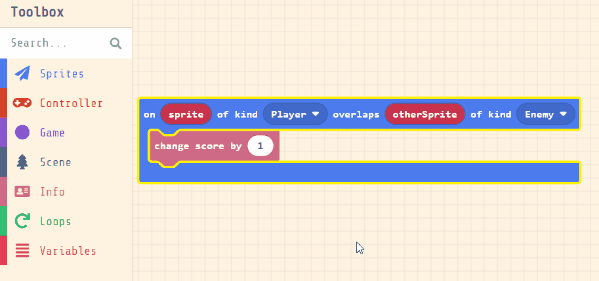 Toolbox
Search...
Sprites
Controller
Game
Scene
Info
Loops
Variables
on sprite of kind Player overlaps otherSprite of kind Enemy
change score by 1